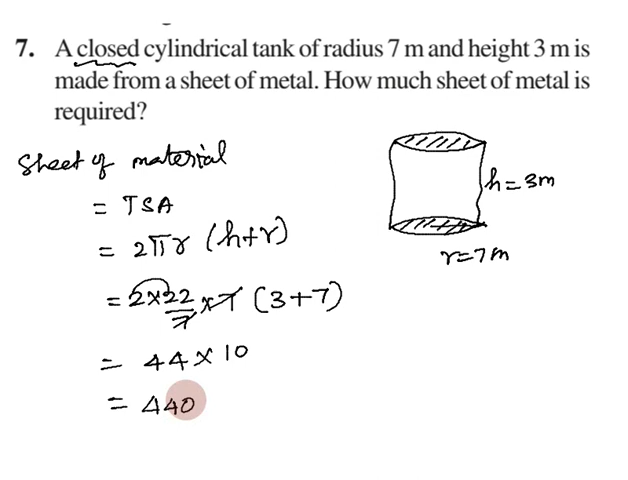 7. A closed cylindrical tank of radius 7 m and height 3 m is
made from a sheet of metal. How much sheet of metal is
required?
Sheet of material
= TSA
= 2πr (h+r)
= 2×22/7 × 7 (3+7)
= 44 × 10
= 440
h = 3m
r = 7m